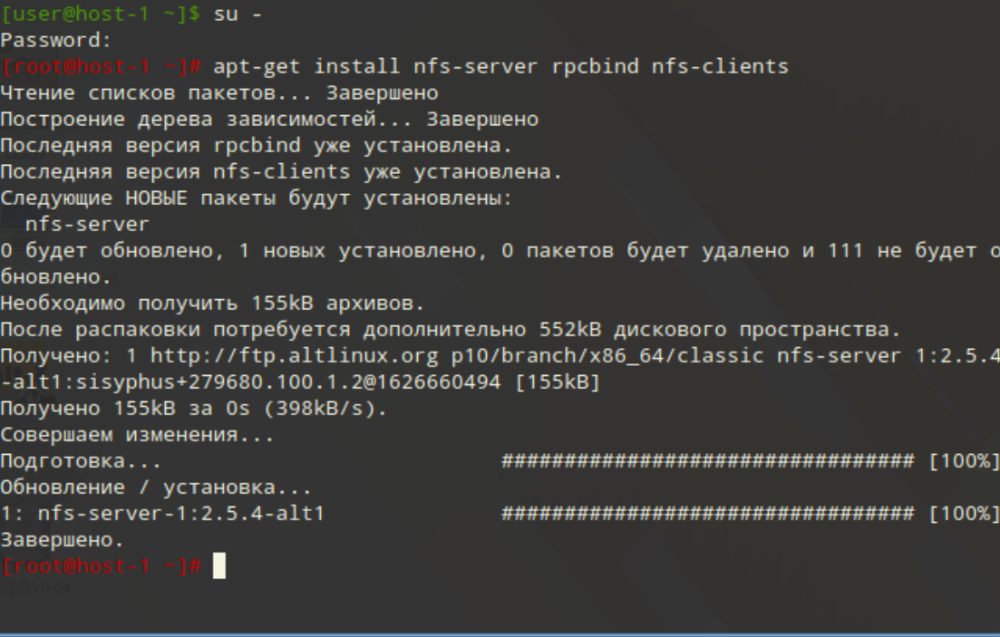 [user@host-1 ~]$ su -
Password:
[root@host-1 ~]# apt-get install nfs-server rpcbind nfs-clients
Чтение списков пакетов... Завершено
Построение дерева зависимостей... Завершено
Последняя версия rpcbind уже установлена.
Последняя версия nfs-clients уже установлена.
Следующие НОВЫЕ пакеты будут установлены:
  nfs-server
0 будет обновлено, 1 новых установлено, 0 пакетов будет удалено и 111 не будет о
бновлено.
Необходимо получить 155kB архивов.
После распаковки потребуется дополнительно 552kB дискового пространства.
Получено: 1 http://ftp.altlinux.org p10/branch/x86_64/classic nfs-server 1:2.5.4
-alt1:sisyphus+279680.100.1.2@1626660494 [155kB]
Получено 155kB за 0s (398kB/s).
Совершаем изменения...
Подготовка... ################################# [100%]
Обновление / установка...
1: nfs-server-1:2.5.4-alt1 ################################# [100%]
Завершено.
[root@host-1 ~]#